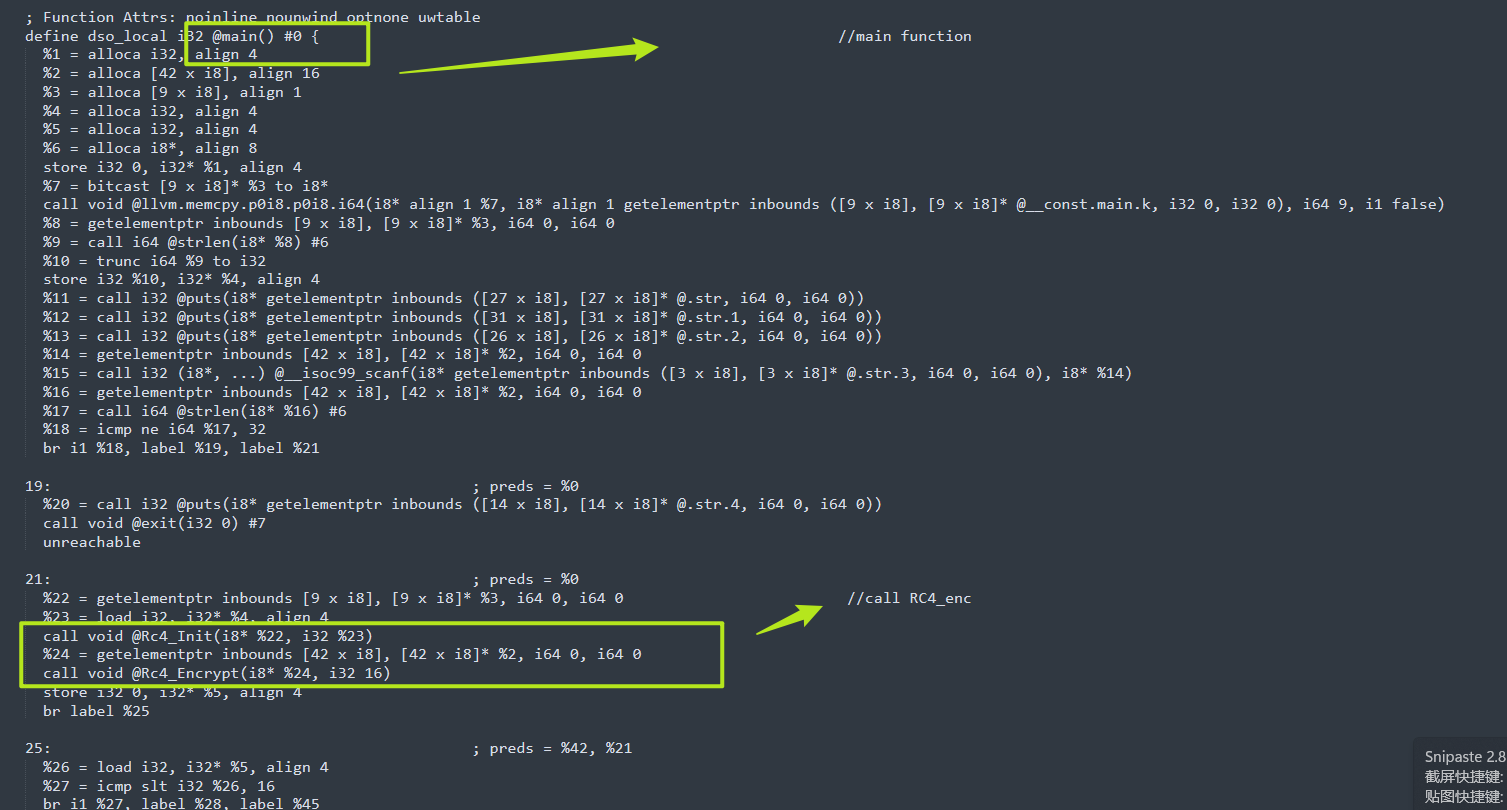 ; Function Attrs: noinline nounwind optnone uwtable
define dso_local i32 @main() #0 { //main function
%1 = alloca i32, align 4
%2 = alloca [42 x i8], align 16
%3 = alloca [9 x i8], align 1
%4 = alloca i32, align 4
%5 = alloca i32, align 4
%6 = alloca i8*, align 8
store i32 0, i32* %1, align 4
%7 = bitcast [9 x i8]* %3 to i8*
call void @llvm.memcpy.p0i8.p0i8.i64(i8* align 1 %7, i8* align 1 getelementptr inbounds ([9 x i8], [9 x i8]* @__const.main.k, i32 0, i32 0), i64 9, i1 false)
%8 = getelementptr inbounds [9 x i8], [9 x i8]* %3, i64 0, i64 0
%9 = call i64 @strlen(i8* %8) #6
%10 = trunc i64 %9 to i32
store i32 %10, i32* %4, align 4
%11 = call i32 @puts(i8* getelementptr inbounds ([27 x i8], [27 x i8]* @.str, i64 0, i64 0))
%12 = call i32 @puts(i8* getelementptr inbounds ([31 x i8], [31 x i8]* @.str.1, i64 0, i64 0))
%13 = call i32 @puts(i8* getelementptr inbounds ([26 x i8], [26 x i8]* @.str.2, i64 0, i64 0))
%14 = getelementptr inbounds [42 x i8], [42 x i8]* %2, i64 0, i64 0
%15 = call i32 (i8*, ...) @__isoc99_scanf(i8* getelementptr inbounds ([3 x i8], [3 x i8]* @.str.3, i64 0, i64 0), i8* %14)
%16 = getelementptr inbounds [42 x i8], [42 x i8]* %2, i64 0, i64 0
%17 = call i64 @strlen(i8* %16) #6
%18 = icmp ne i64 %17, 32
br i1 %18, label %19, label %21
19: ; preds = %0
%20 = call i32 @puts(i8* getelementptr inbounds ([14 x i8], [14 x i8]* @.str.4, i64 0, i64 0))
call void @exit(i32 0) #7
unreachable
21: ; preds = %0
%22 = getelementptr inbounds [9 x i8], [9 x i8]* %3, i64 0, i64 0 //call RC4_enc
%23 = load i32, i32* %4, align 4
call void @Rc4_Init(i8* %22, i32 %23)
%24 = getelementptr inbounds [42 x i8], [42 x i8]* %2, i64 0, i64 0
call void @Rc4_Encrypt(i8* %24, i32 16)
store i32 0, i32* %5, align 4
br label %25
25: ; preds = %42, %21
%26 = load i32, i32* %5, align 4
%27 = icmp slt i32 %26, 16
br i1 %27, label %28, label %45
Snipaste 2.8
截屏快捷键:
贴图快捷键: